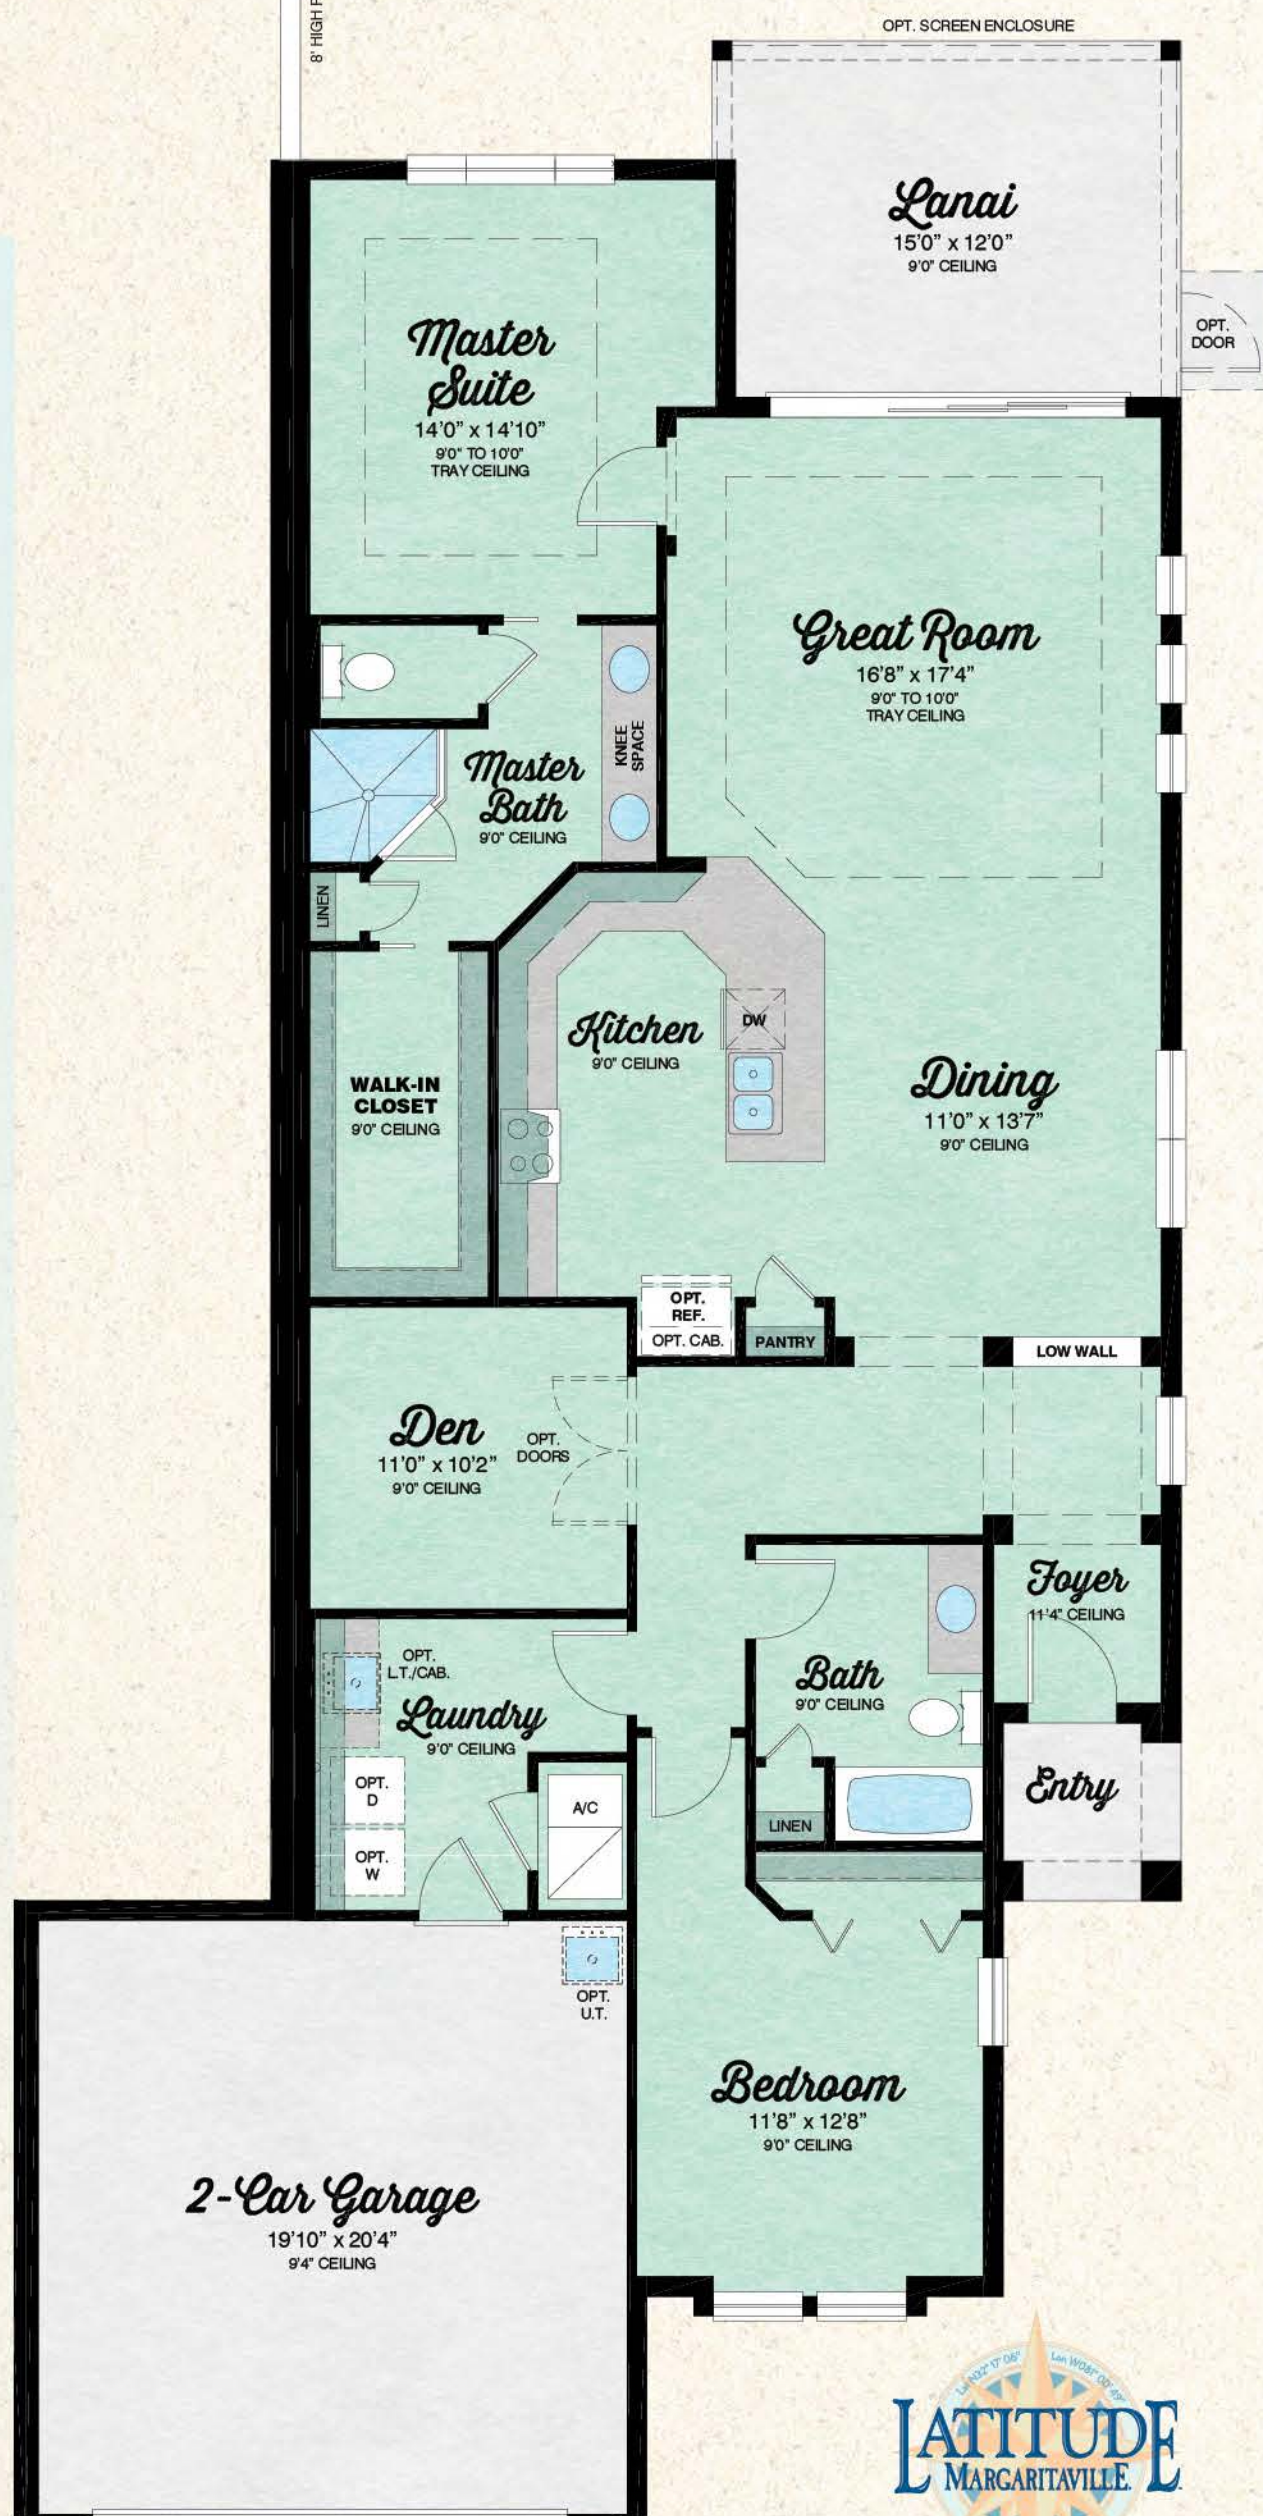 8' HIGH
OPT. SCREEN ENCLOSURE
Lanai
15'0" x 12'0"
9'0" CEILING
OPT.
DOOR
Master
Suite
14'0" x 14'10"
9'0" TO 10'0"
TRAY CEILING
Great Room
16'8" x 17'4"
9'0" TO 10'0"
TRAY CEILING
KNEE
SPACE
Master
Bath
9'0" CEILING
LINEN
Kitchen
9'0" CEILING
DW
Dining
11'0" x 13'7"
9'0" CEILING
WALK-IN
CLOSET
9'0" CEILING
OPT.
REF.
OPT. CAB.
PANTRY
LOW WALL
Den
11'0" x 10'2"
9'0" CEILING
OPT.
DOORS
Foyer
11'4" CEILING
OPT.
L.T./CAB.
Laundry
9'0" CEILING
Bath
9'0" CEILING
OPT.
D
A/C
Entry
LINEN
OPT.
W
OPT.
U.T.
Bedroom
11'8" x 12'8"
9'0" CEILING
2-Car Garage
19'10" x 20'4"
9'4" CEILING
LATITUDE
MARGARITAVILLE